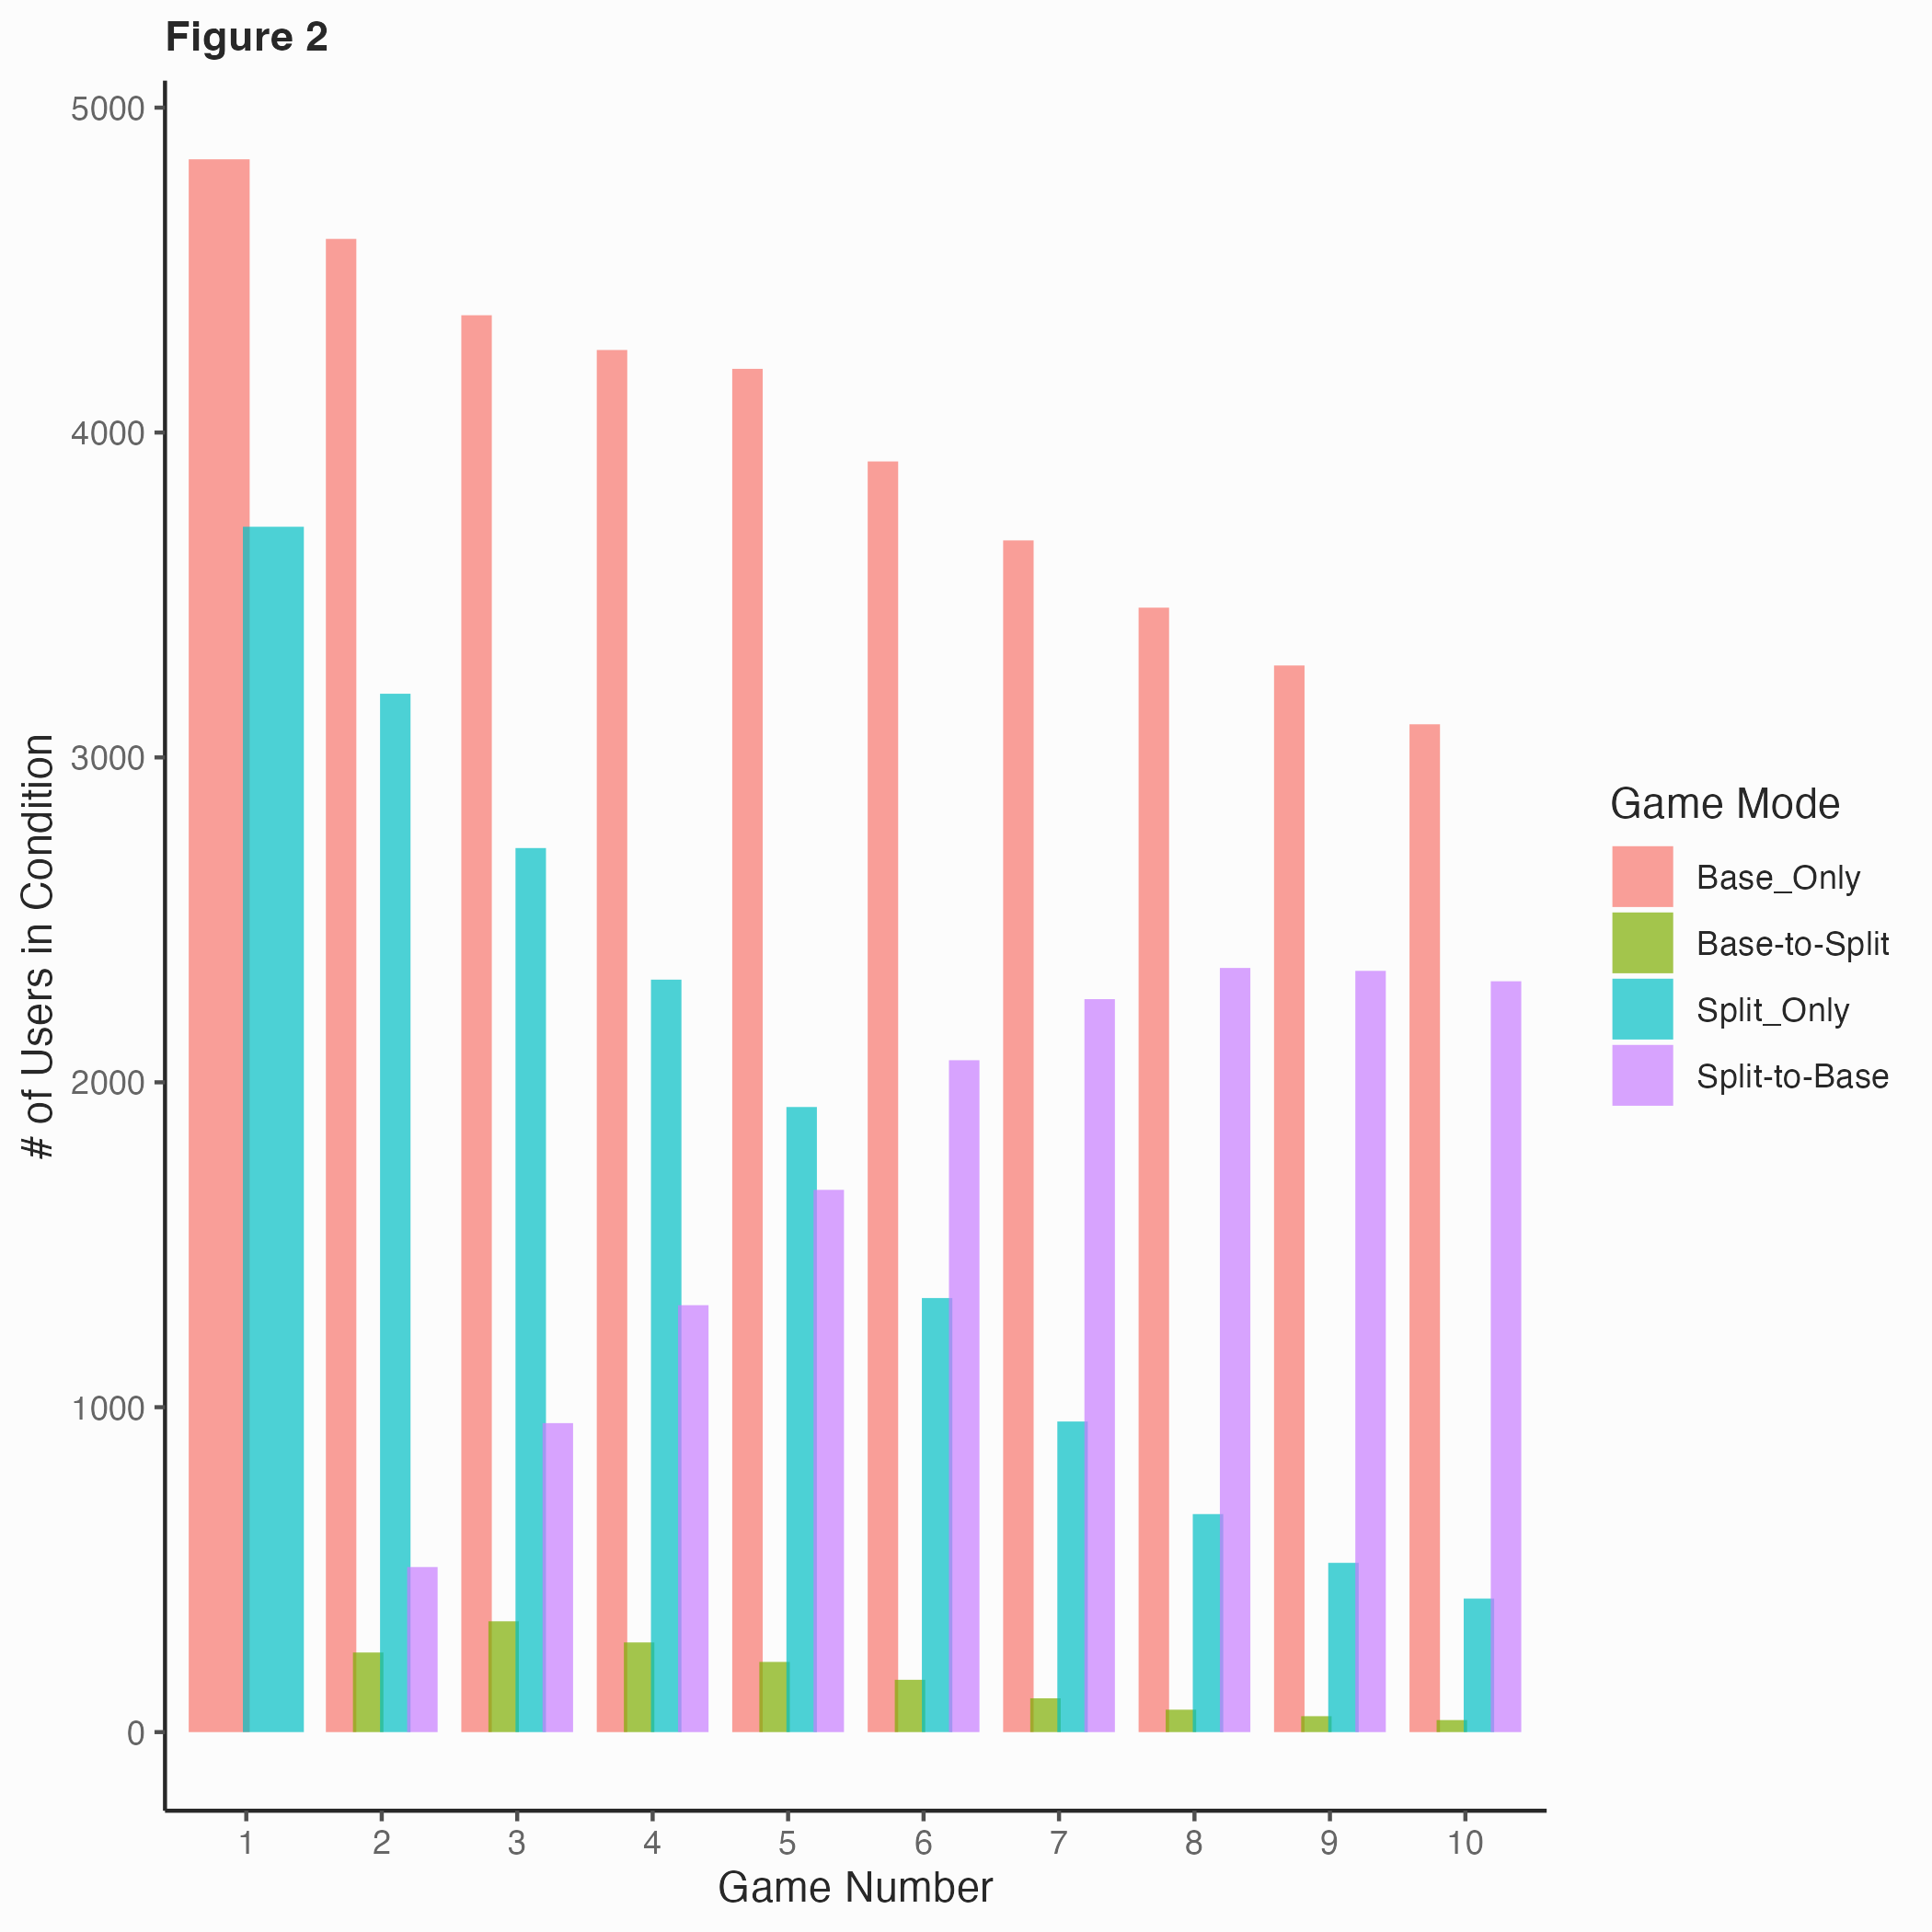 Figure 2
5000
4000
3000
2000
1000
0
# of Users in Condition
1 2 3 4 5 6 7 8 9 10
Game Number
Game Mode
Base_Only
Base-to-Split
Split_Only
Split-to-Base